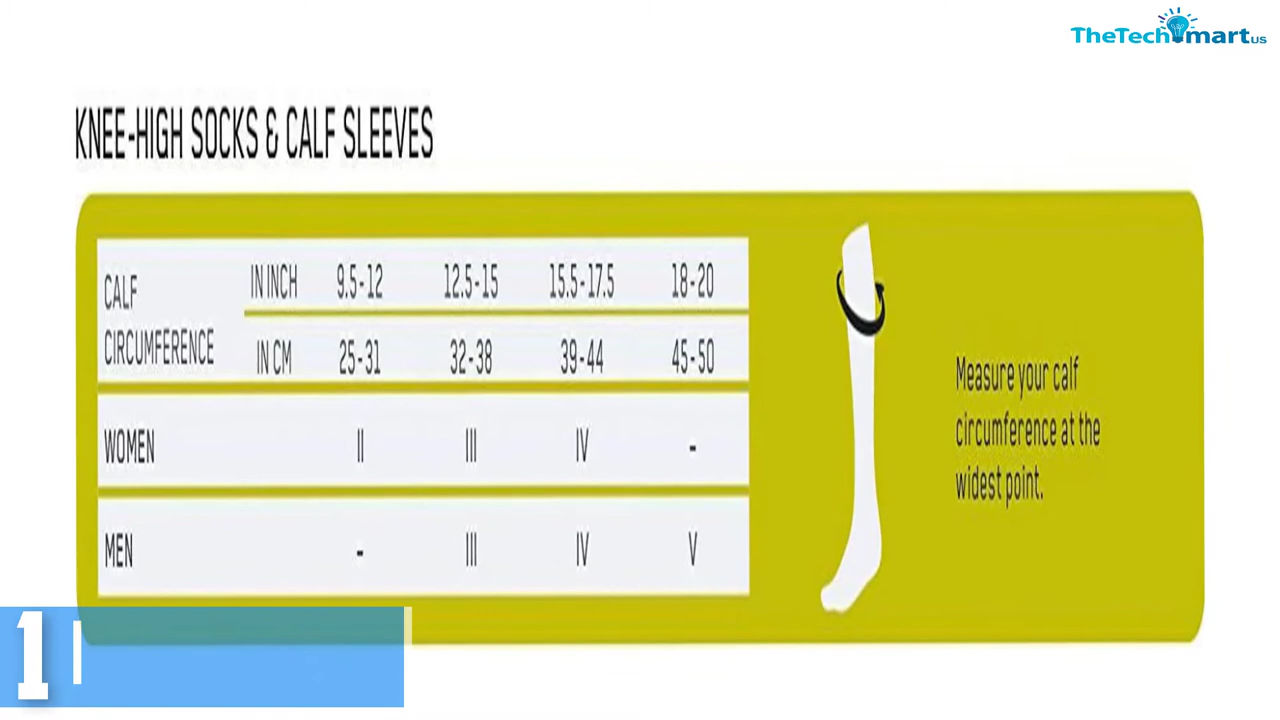 TheTechSmart US
KNEE-HIGH SOCKS & CALF SLEEVES
CALF CIRCUMFERENCE
IN INCH 9.5-12 12.5-15 15.5-17.5 18-20
IN CM 25-31 32-38 39-44 45-50
WOMEN II III IV -
MEN - III IV V
Measure your calf
circumference at the
widest point.
1